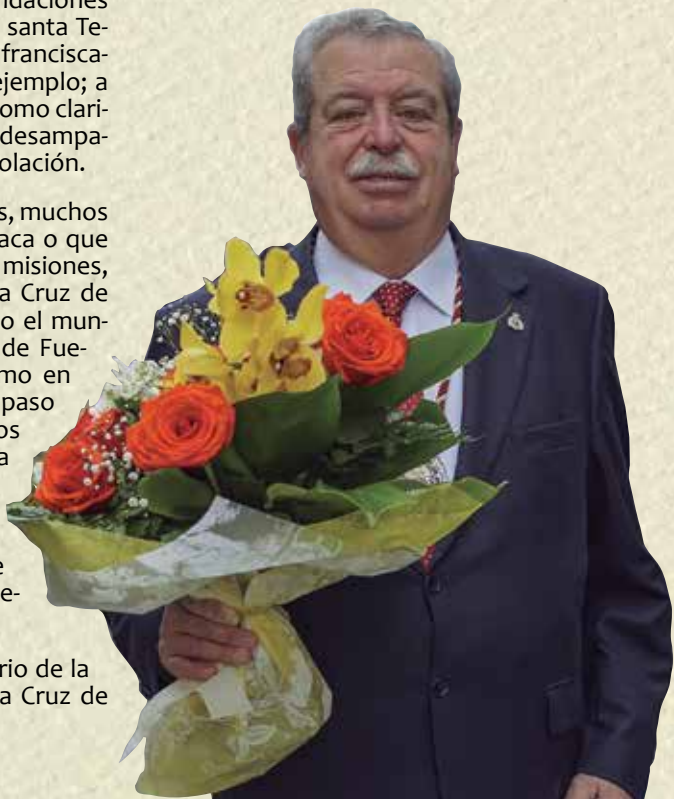 ndaciones
santa Te-
francisca-
ejemplo; a
omo clari-
desampa-
olación.
s, muchos
aca o que
misiones,
a Cruz de
o el mun-
de Fue-
mo en
paso
os
a
e
e-
rio de la
a Cruz de